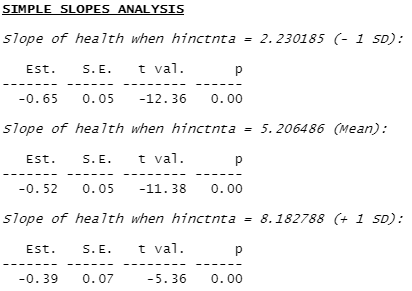 SIMPLE SLOPES ANALYSIS
Slope of health when hinctnta = 2.230185 (- 1 SD):
Est. S.E. t val. p
------- ------ -------- ------
-0.65 0.05 -12.36 0.00
Slope of health when hinctnta = 5.206486 (Mean):
Est. S.E. t val. p
------- ------ -------- ------
-0.52 0.05 -11.38 0.00
Slope of health when hinctnta = 8.182788 (+ 1 SD):
Est. S.E. t val. p
------- ------ -------- ------
-0.39 0.07 -5.36 0.00